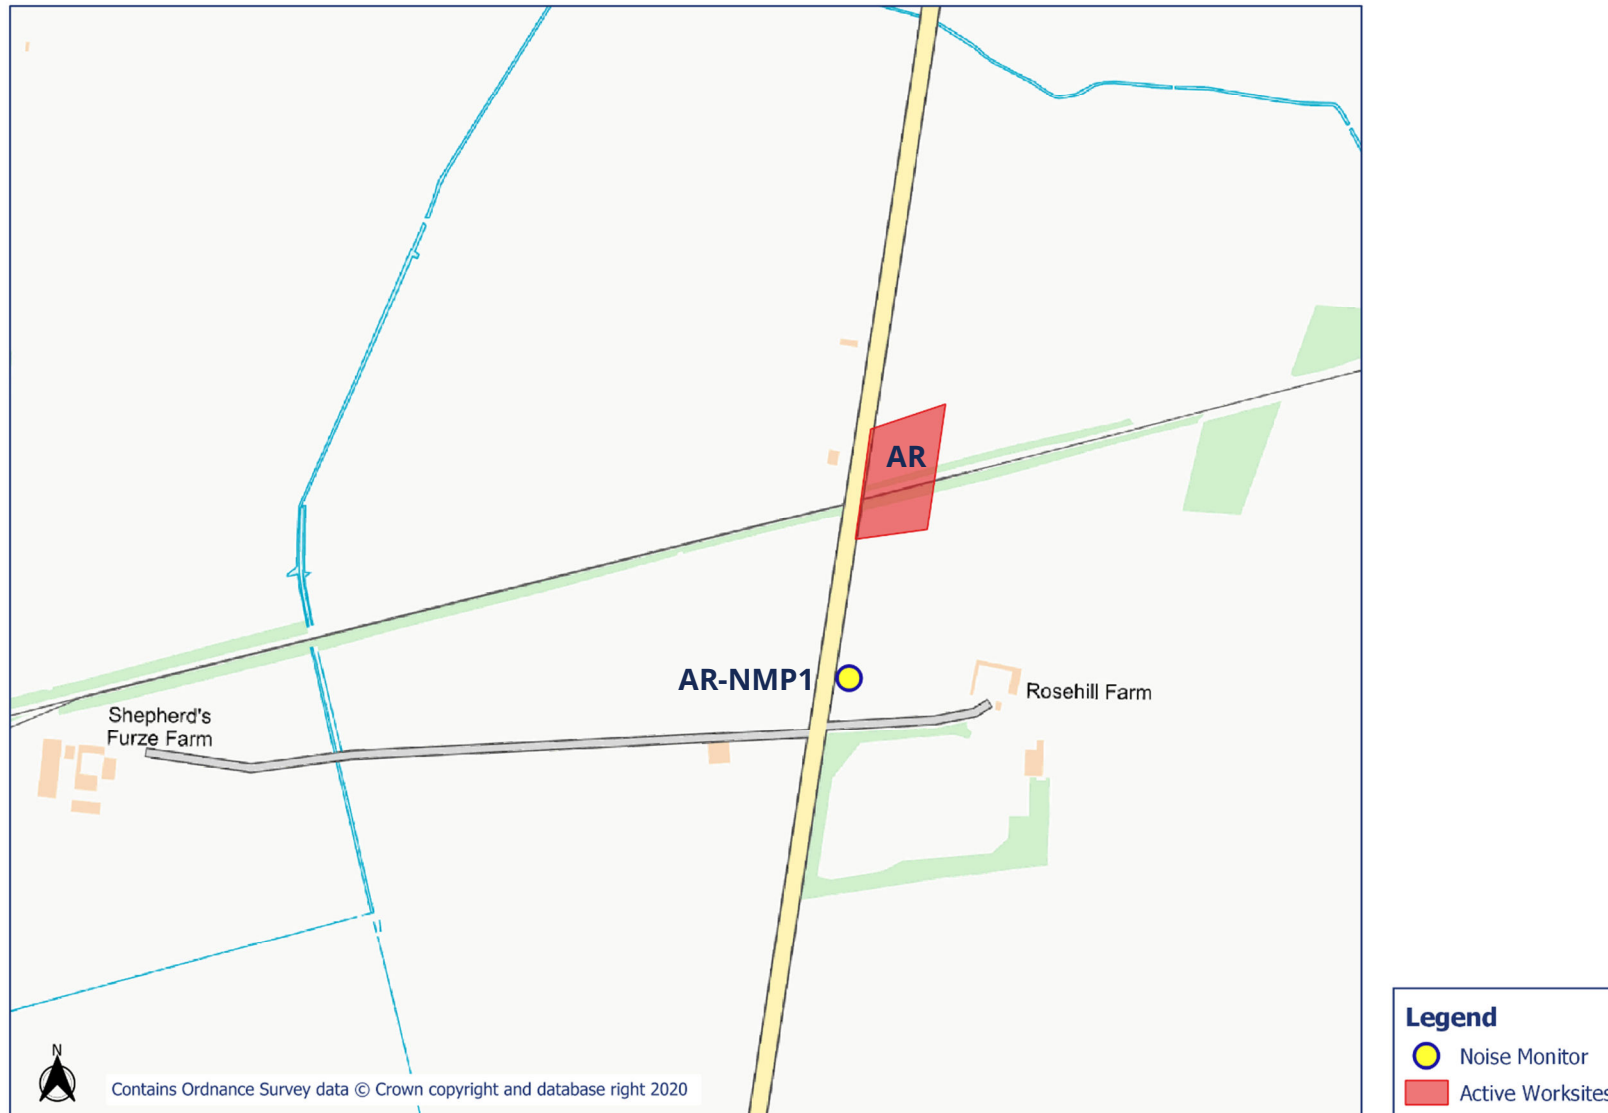 AR
AR-NMP1
Rosehill Farm
Shepherd's
Furze Farm
N
Contains Ordnance Survey data © Crown copyright and database right 2020
Legend
Noise Monitor
Active Worksites